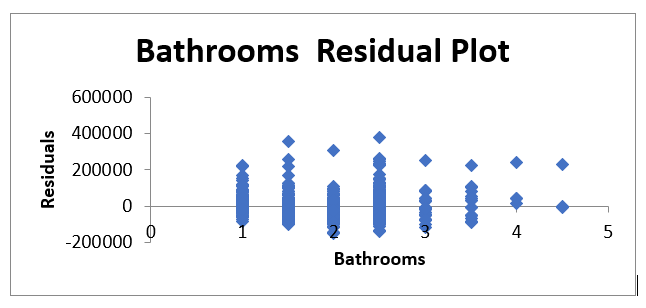 Bathrooms  Residual Plot
600000
400000
200000
0
-200000
Residuals
0 1 2 3 4 5
Bathrooms